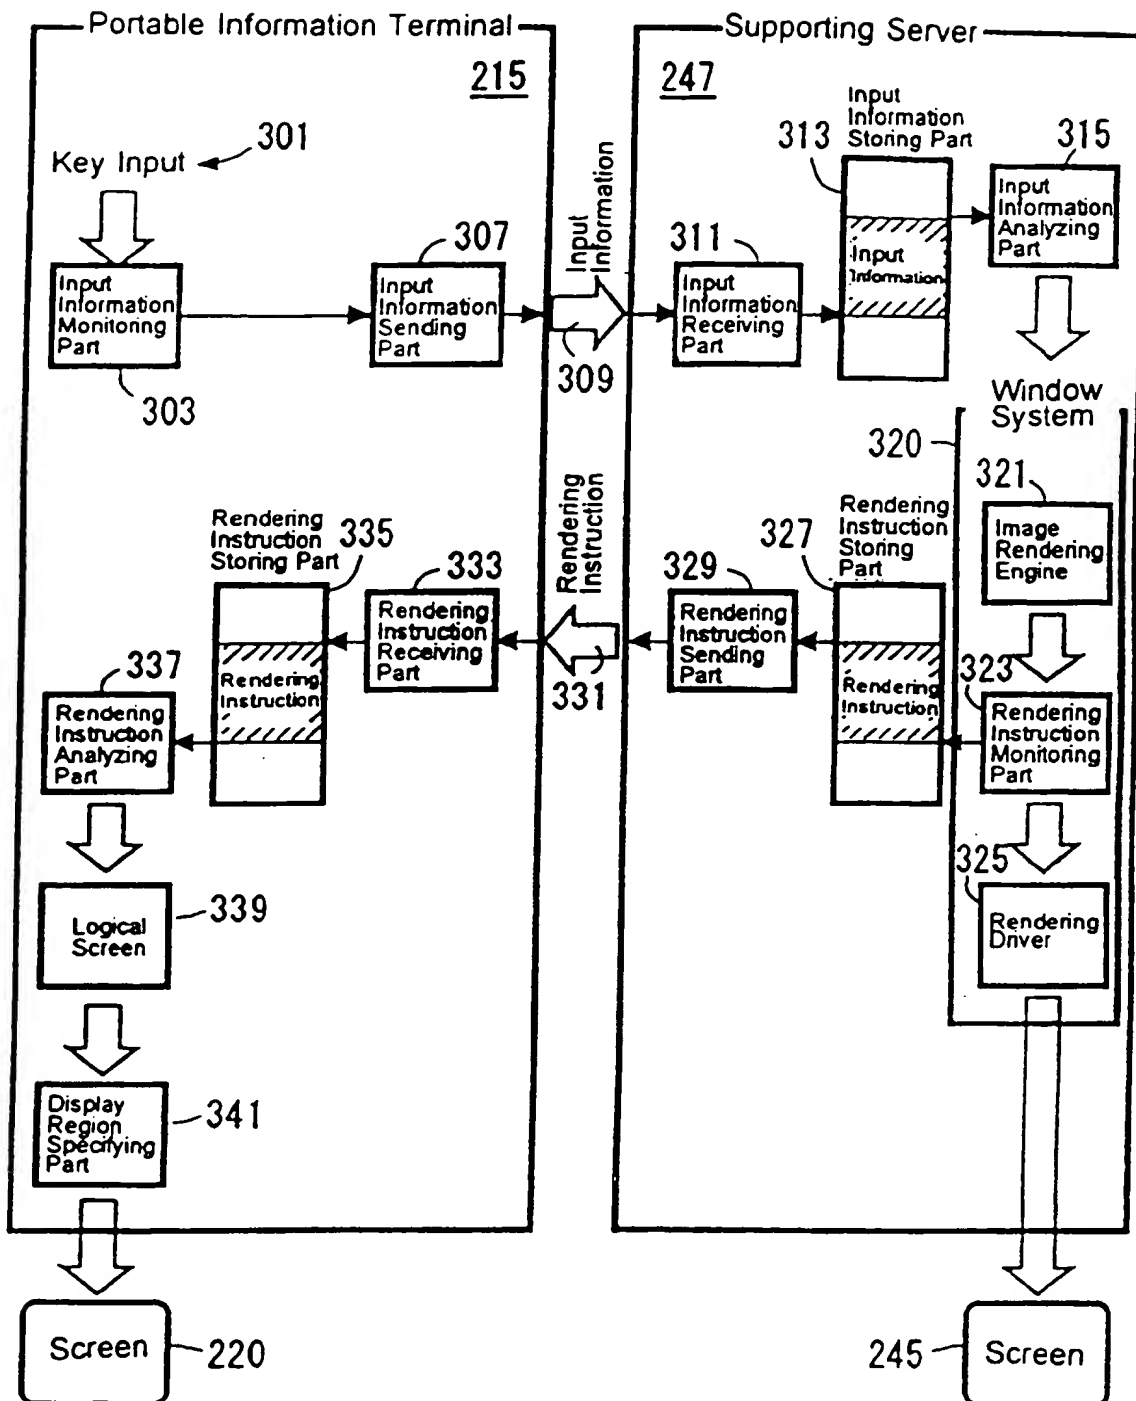 Portable Information Terminal
215
Key Input
301
Input
Information
Monitoring
Part
303
307
Input
Information
Sending
Part
Input
Information
309
Supporting Server
247
311
Input
Information
Receiving
Part
Input
Information
Storing Part
313
Input
Information
315
Input
Information
Analyzing
Part
Window
System
320
321
Image
Rendering
Engine
323
Rendering
Instruction
Monitoring
Part
325
Rendering
Driver
Rendering
Instruction
Storing
Part
327
Rendering
Instruction
329
Rendering
Instruction
Sending
Part
Rendering
Instruction
331
333
Rendering
Instruction
Receiving
Part
Rendering
Instruction
Storing Part
335
Rendering
Instruction
337
Rendering
Instruction
Analyzing
Part
Logical
Screen
339
Display
Region
Specifying
Part
341
Screen
220
245
Screen